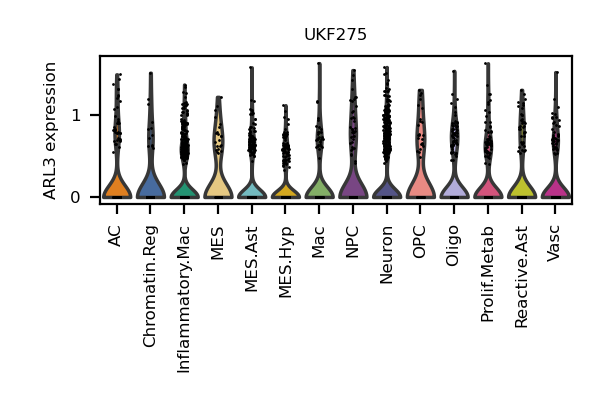 UKF275
ARL3 expression
1
0
AC
Chromatin.Reg
Inflammatory.Mac
MES
MES.Ast
MES.Hyp
Mac
NPC
Neuron
OPC
Oligo
Prolif.Metab
Reactive.Ast
Vasc